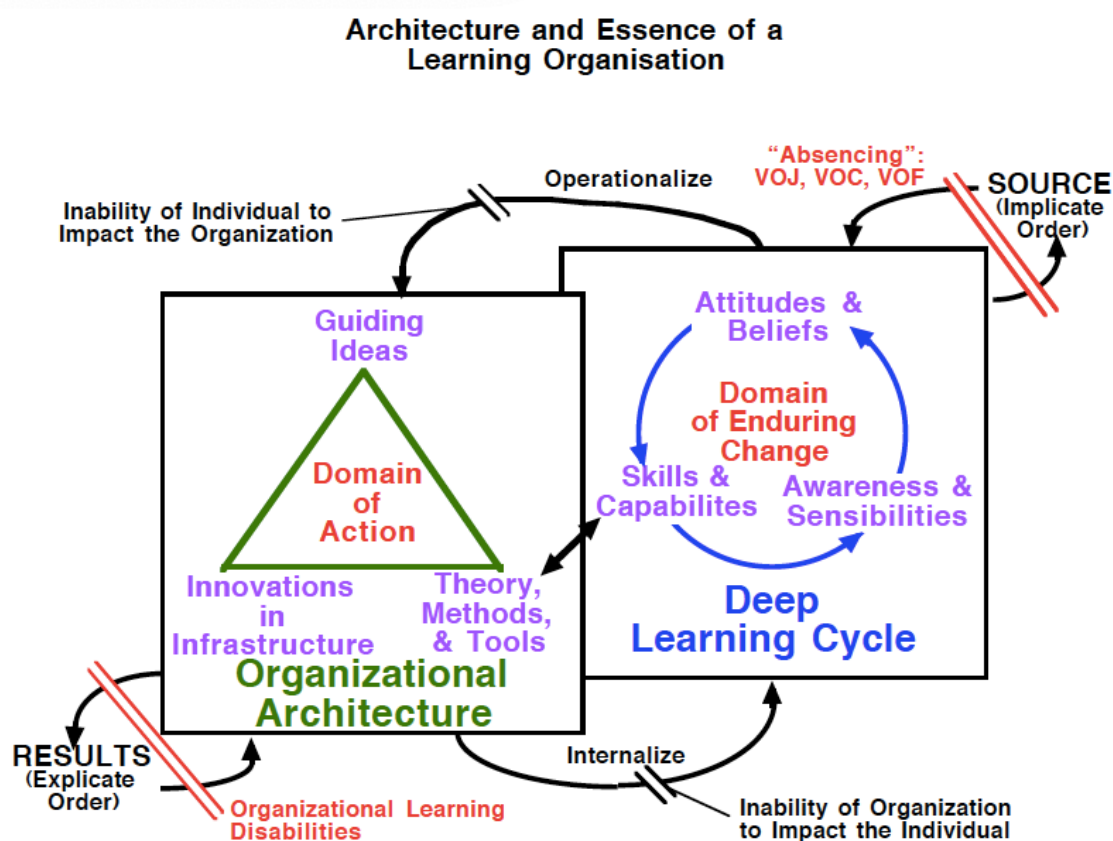 Architecture and Essence of a
Learning Organisation
“Absencing”:
VOJ, VOC, VOF
Operationalize
SOURCE
(Implicate
Order)
Inability of Individual to
Impact the Organization
Guiding
Ideas
Domain
of
Action
Innovations
in
Infrastructure
Theory,
Methods,
& Tools
Organizational
Architecture
Attitudes &
Beliefs
Domain
of Enduring
Change
Skills &
Capabilites
Awareness &
Sensibilities
Deep
Learning Cycle
RESULTS
(Explicate
Order)
Organizational Learning
Disabilities
Internalize
Inability of Organization
to Impact the Individual